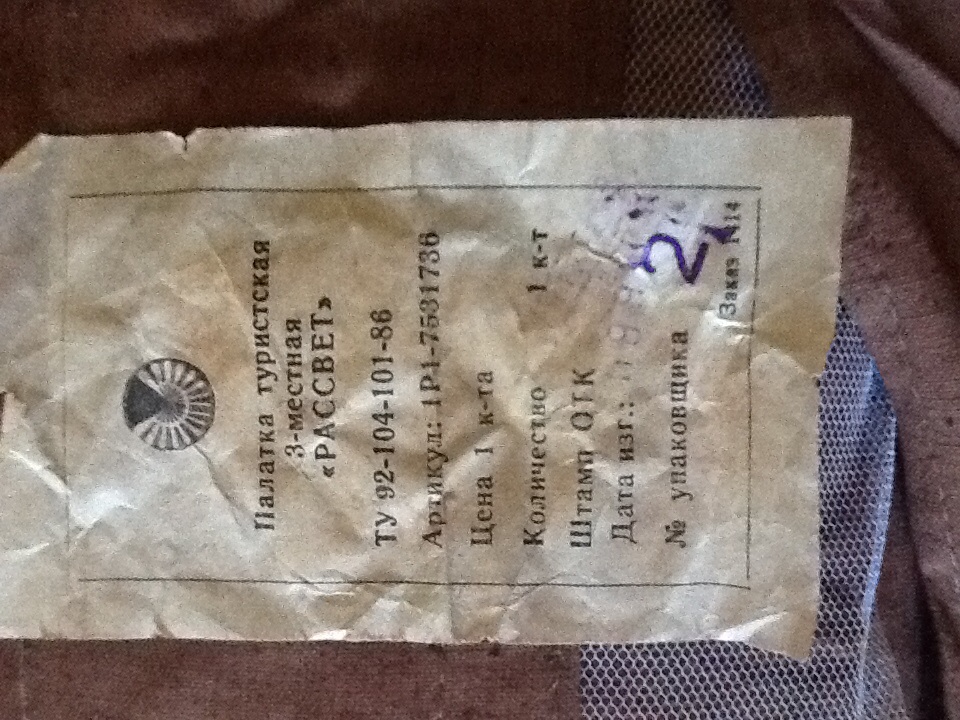 Палатка туристская
3-местная
«РАССВЕТ»
ТУ 92-104-101-86
Артикул: 1Р1-7531736
Цена 1 к-та
Количество 1 к-т
Штамп ОТК
Дата изг.:
№ упаковщика 2
Заказ